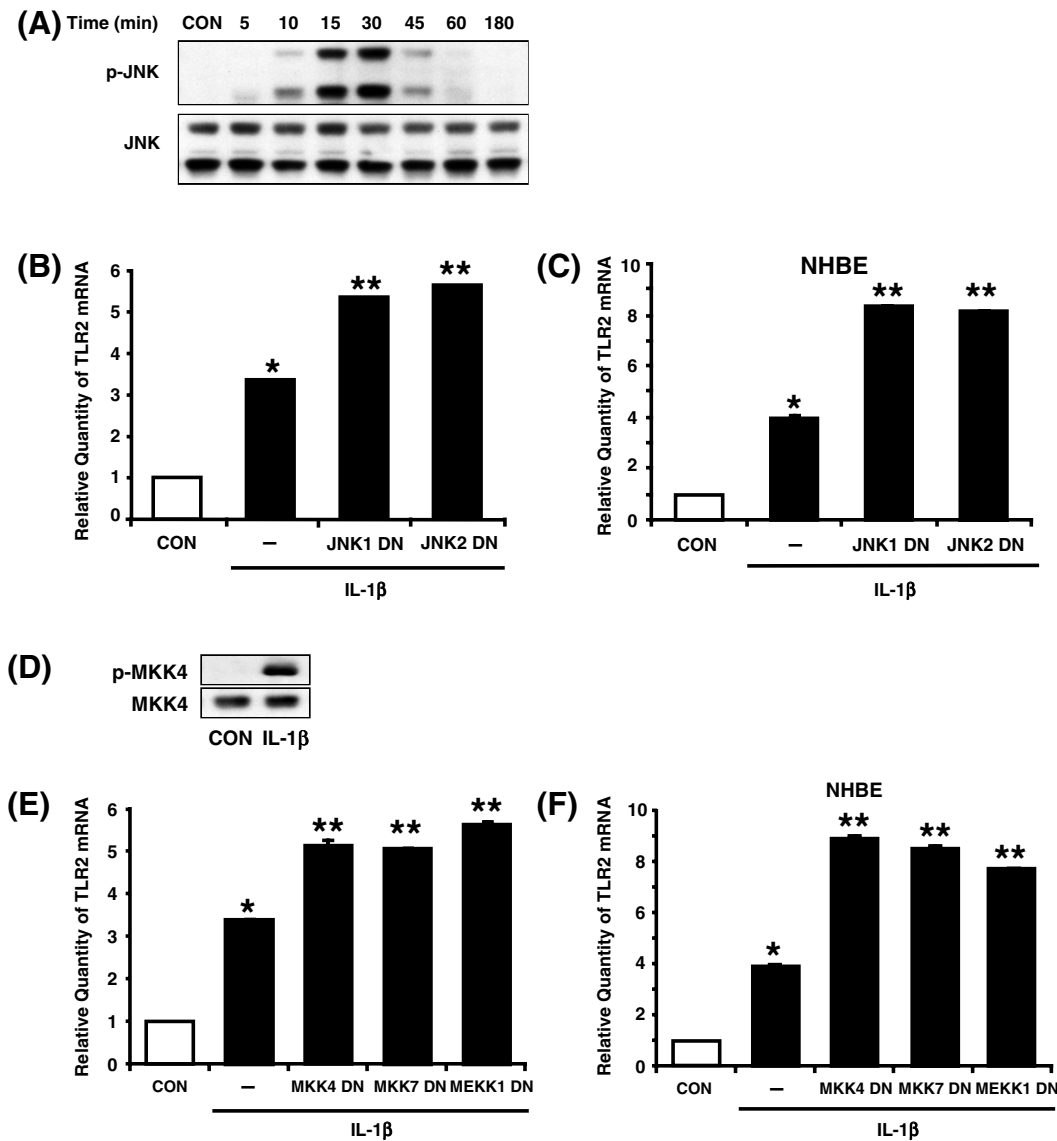 (A) Time (min) CON 5 10 15 30 45 60 180
p-JNK
JNK
(B)
Relative Quantity of TLR2 mRNA
6
5
4
3
2
1
0
*
**
**
CON – JNK1 DN JNK2 DN
IL-1β
(C)
NHBE
Relative Quantity of TLR2 mRNA
10
8
6
4
2
0
*
**
**
CON – JNK1 DN JNK2 DN
IL-1β
(D)
p-MKK4
MKK4
CON IL-1β
(E)
Relative Quantity of TLR2 mRNA
6
5
4
3
2
1
0
*
**
**
**
CON – MKK4 DN MKK7 DN MEKK1 DN
IL-1β
(F)
NHBE
Relative Quantity of TLR2 mRNA
10
8
6
4
2
0
*
**
**
**
CON – MKK4 DN MKK7 DN MEKK1 DN
IL-1β